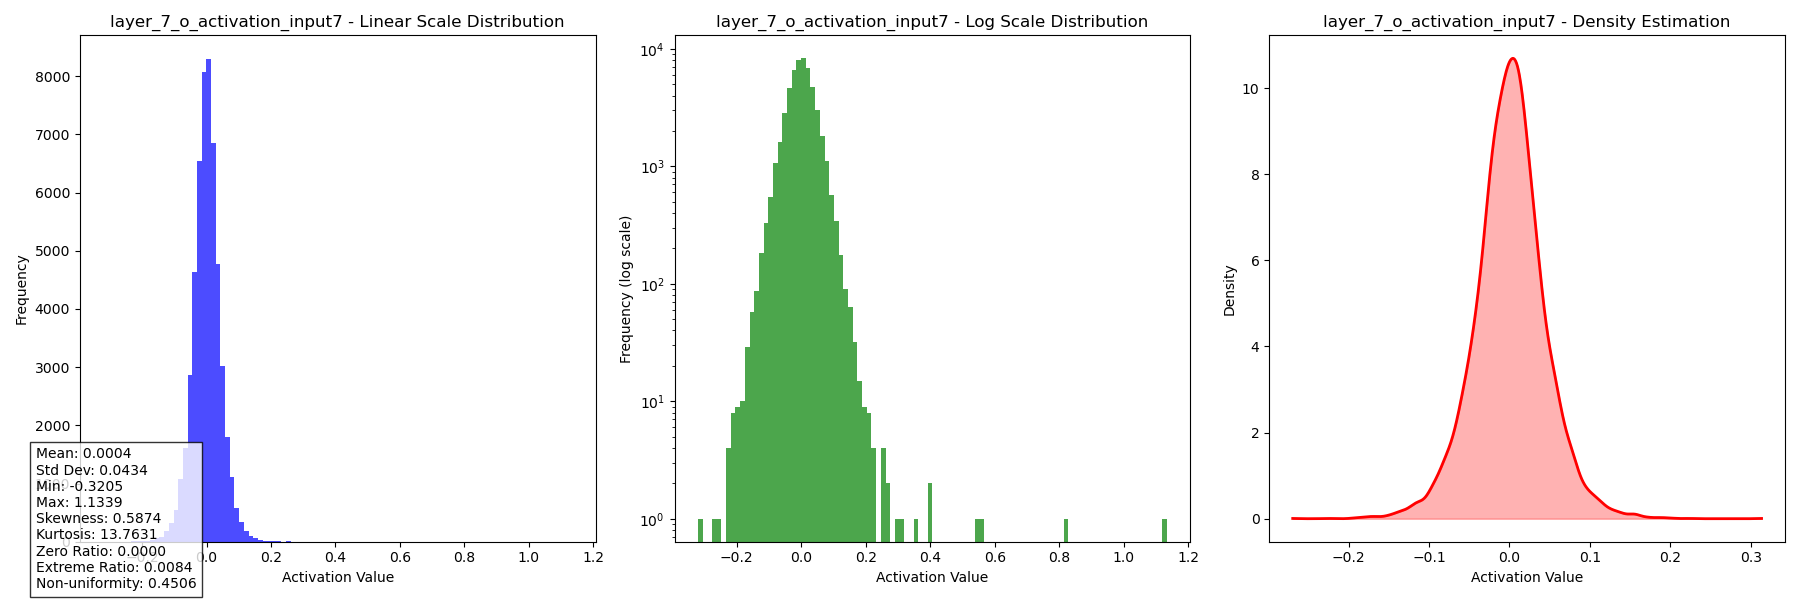 layer_7_o_activation_input7 - Linear Scale Distribution
8000
7000
6000
5000
4000
3000
2000
Frequency
0.0
0.2
0.4
0.6
0.8
1.0
1.2
Activation Value
Mean: 0.0004
Std Dev: 0.0434
Min: -0.3205
Max: 1.1339
Skewness: 0.5874
Kurtosis: 13.7631
Zero Ratio: 0.0000
Extreme Ratio: 0.0084
Non-uniformity: 0.4506
layer_7_o_activation_input7 - Log Scale Distribution
10^4
10^3
10^2
10^1
10^0
Frequency (log scale)
−0.2
0.0
0.2
0.4
0.6
0.8
1.0
1.2
Activation Value
layer_7_o_activation_input7 - Density Estimation
10
8
6
4
2
0
Density
−0.2
−0.1
0.0
0.1
0.2
0.3
Activation Value